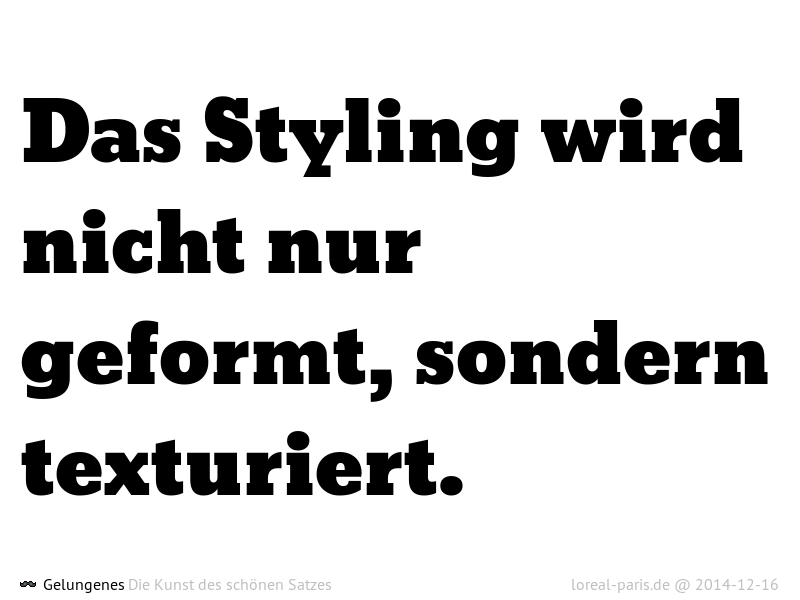 Das Styling wird
nicht nur
geformt, sondern
texturiert.
Gelungenes Die Kunst des schönen Satzes
loreal-paris.de @ 2014-12-16